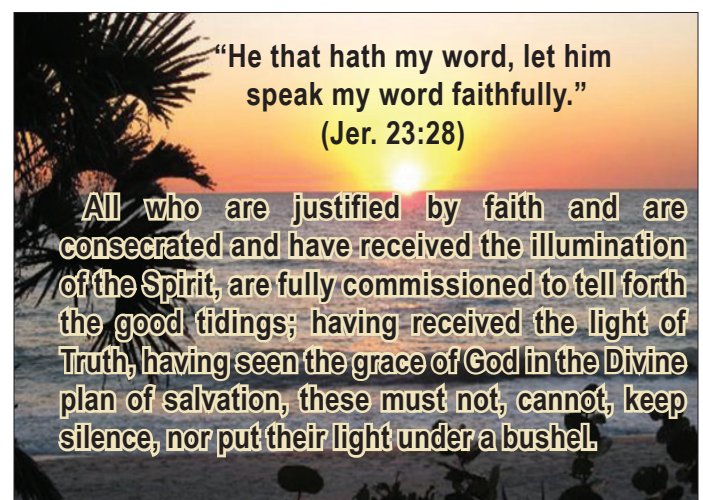 “He that hath my word, let him
speak my word faithfully.”
(Jer. 23:28)
All who are justified by faith and are
consecrated and have received the illumination
of the Spirit, are fully commissioned to tell forth
the good tidings; having received the light of
Truth, having seen the grace of God in the Divine
plan of salvation, these must not, cannot, keep
silence, nor put their light under a bushel.